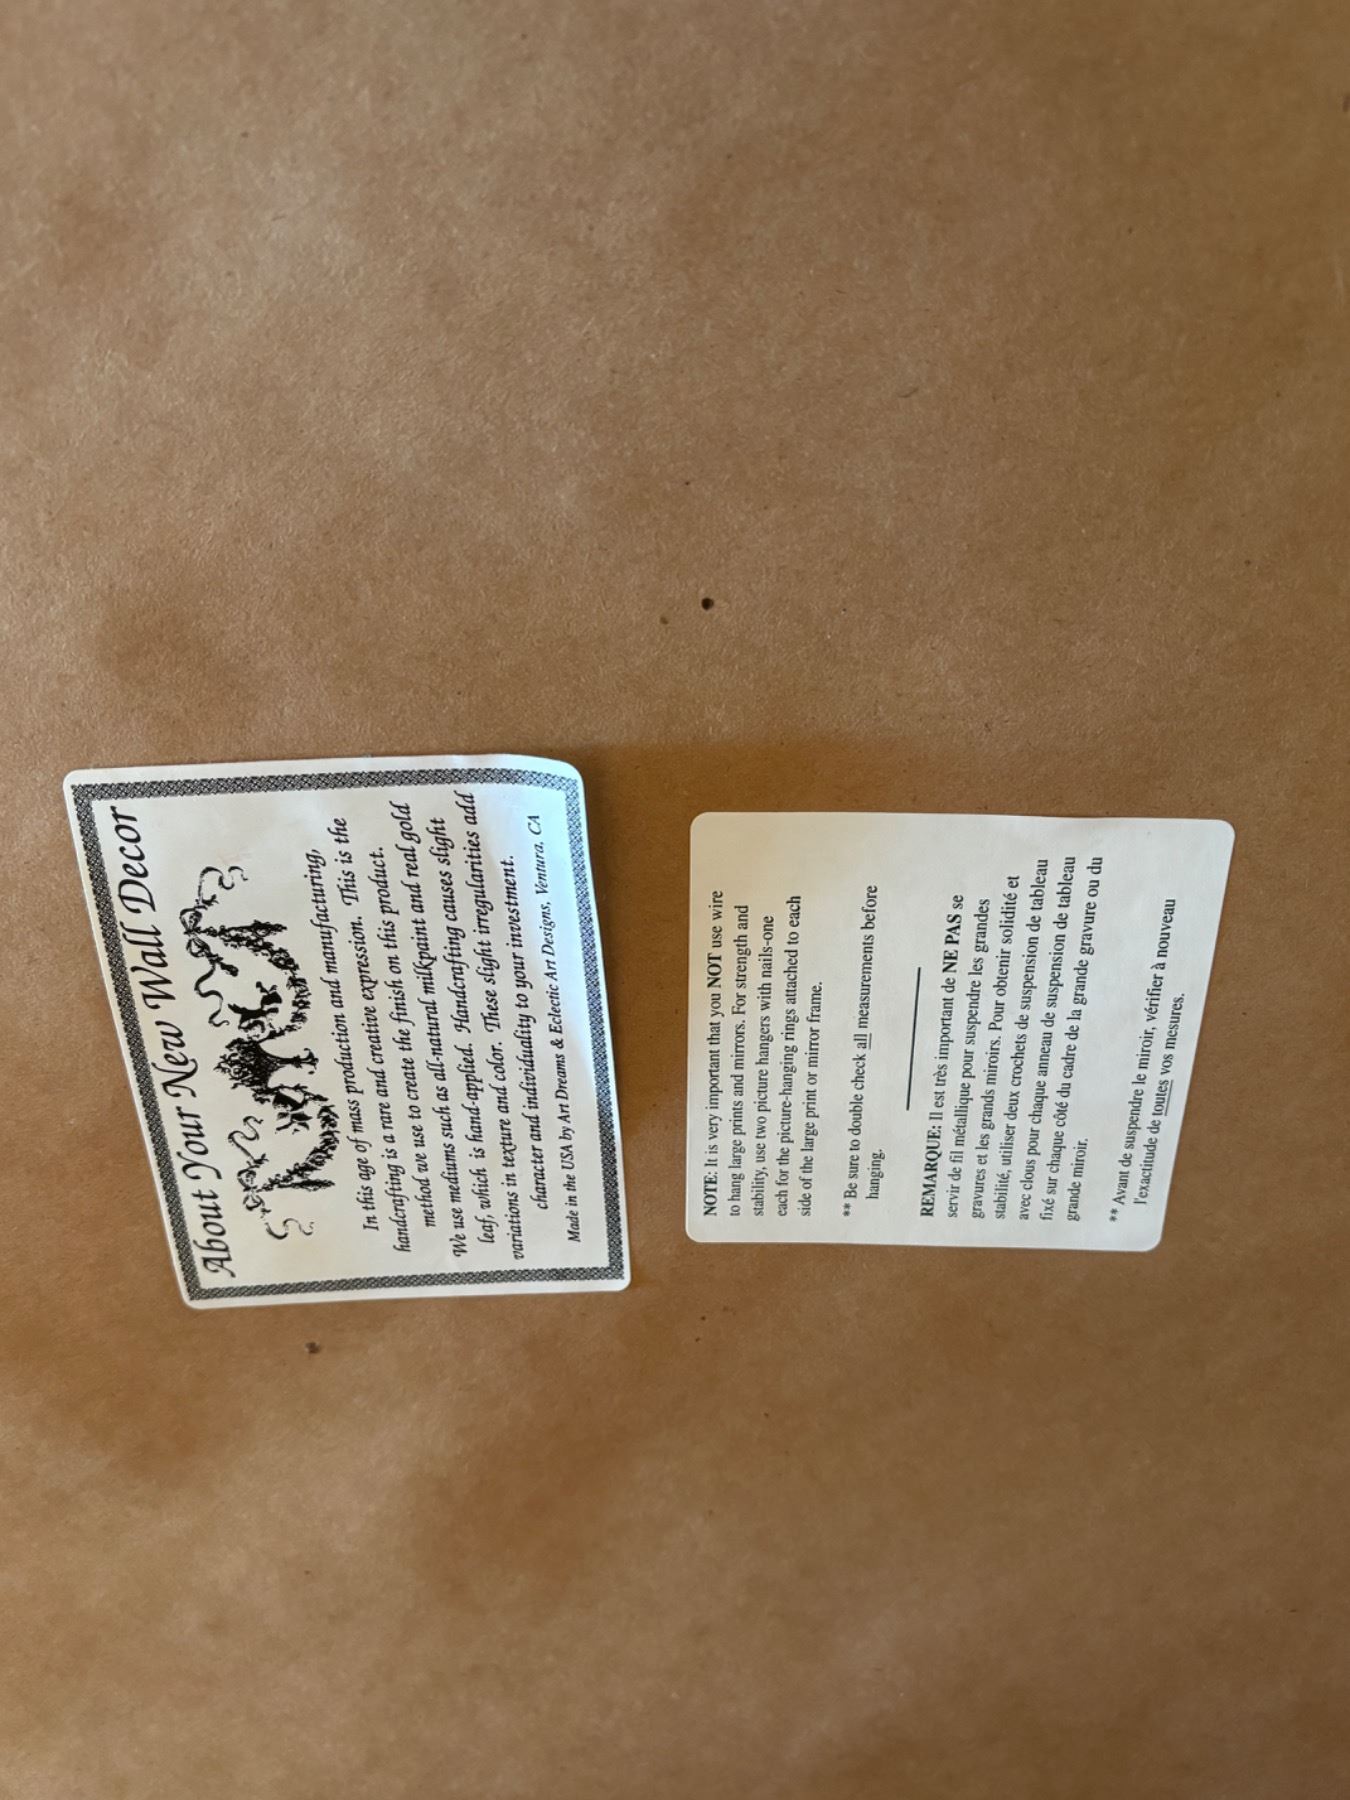 About Your New Wall Decor
In this age of mass production and manufacturing,
handcrafting is a rare and creative expression. This is the
method we use to create the finish on this product.
We use mediums such as all-natural milkpaint and real gold
leaf, which is hand-applied. Handcrafting causes slight
variations in texture and color. These slight irregularities add
character and individuality to your investment.
Made in the USA by Art Dreams & Eclectic Art Designs, Ventura, CA
NOTE: It is very important that you NOT use wire
to hang large prints and mirrors. For strength and
stability, use two picture hangers with nails-one
each for the picture-hanging rings attached to each
side of the large print or mirror frame.
** Be sure to double check all measurements before
hanging.
REMARQUE: Il est très important de NE PAS se
servir de fil métallique pour suspendre les grandes
gravures et les grands miroirs. Pour obtenir solidité et
stabilité, utiliser deux crochets de suspension de tableau
avec clous pour chaque anneau de suspension de tableau
fixé sur chaque côté du cadre de la grande gravure ou du
grande miroir.
** Avant de suspendre le miroir, vérifier à nouveau
l'exactitude de toutes vos mesures.